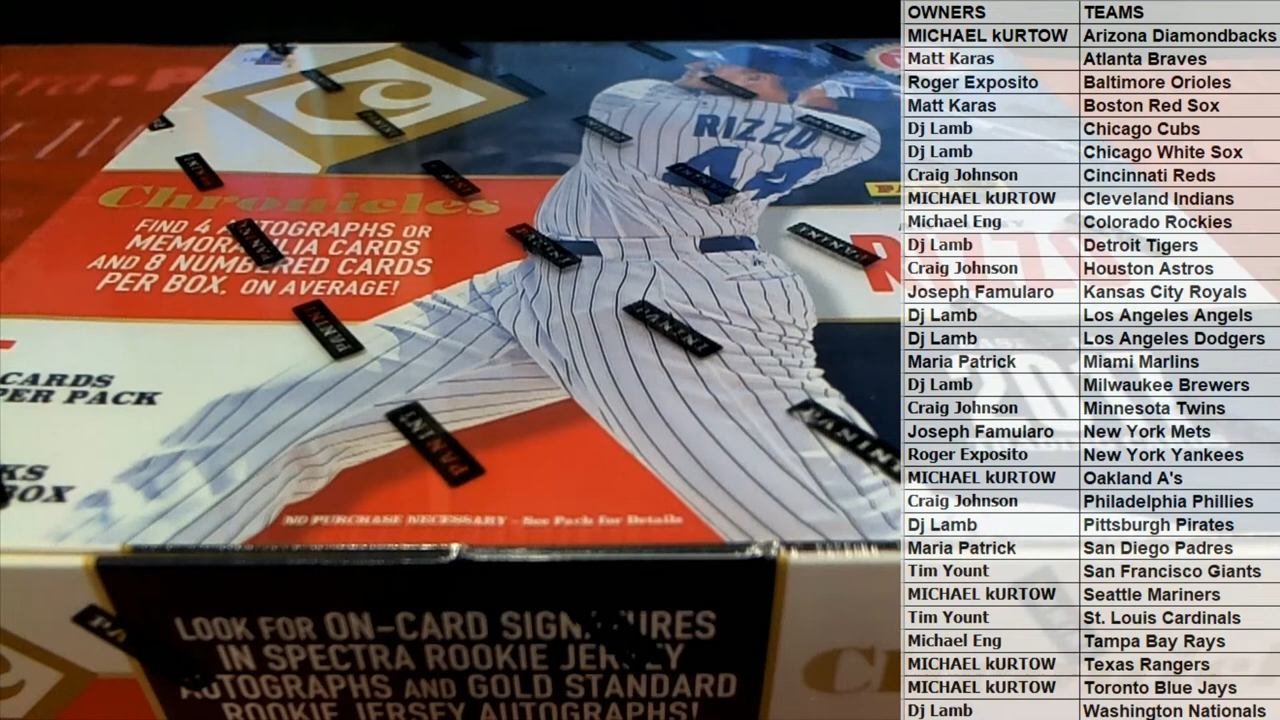 RIZZO
44
Chronicles
FIND 4 AUTOGRAPHS OR
MEMORABILIA CARDS
AND 8 NUMBERED CARDS
PER BOX, ON AVERAGE!
CARDS
PER PACK
BOX
PANINI
PANINI
PANINI
PANINI
PANINI
NO PURCHASE NECESSARY - See Pack for Details
LOOK FOR ON-CARD SIGNATURES
IN SPECTRA ROOKIE JERSEY
AUTOGRAPHS AND GOLD STANDARD
ROOKIE JERSEY AUTOGRAPHS!
OWNERS TEAMS
MICHAEL kURTOW Arizona Diamondbacks
Matt Karas Atlanta Braves
Roger Exposito Baltimore Orioles
Matt Karas Boston Red Sox
Dj Lamb Chicago Cubs
Dj Lamb Chicago White Sox
Craig Johnson Cincinnati Reds
MICHAEL kURTOW Cleveland Indians
Michael Eng Colorado Rockies
Dj Lamb Detroit Tigers
Craig Johnson Houston Astros
Joseph Famularo Kansas City Royals
Dj Lamb Los Angeles Angels
Dj Lamb Los Angeles Dodgers
Maria Patrick Miami Marlins
Dj Lamb Milwaukee Brewers
Craig Johnson Minnesota Twins
Joseph Famularo New York Mets
Roger Exposito New York Yankees
MICHAEL kURTOW Oakland A's
Craig Johnson Philadelphia Phillies
Dj Lamb Pittsburgh Pirates
Maria Patrick San Diego Padres
Tim Yount San Francisco Giants
MICHAEL kURTOW Seattle Mariners
Tim Yount St. Louis Cardinals
Michael Eng Tampa Bay Rays
MICHAEL kURTOW Texas Rangers
MICHAEL kURTOW Toronto Blue Jays
Dj Lamb Washington Nationals